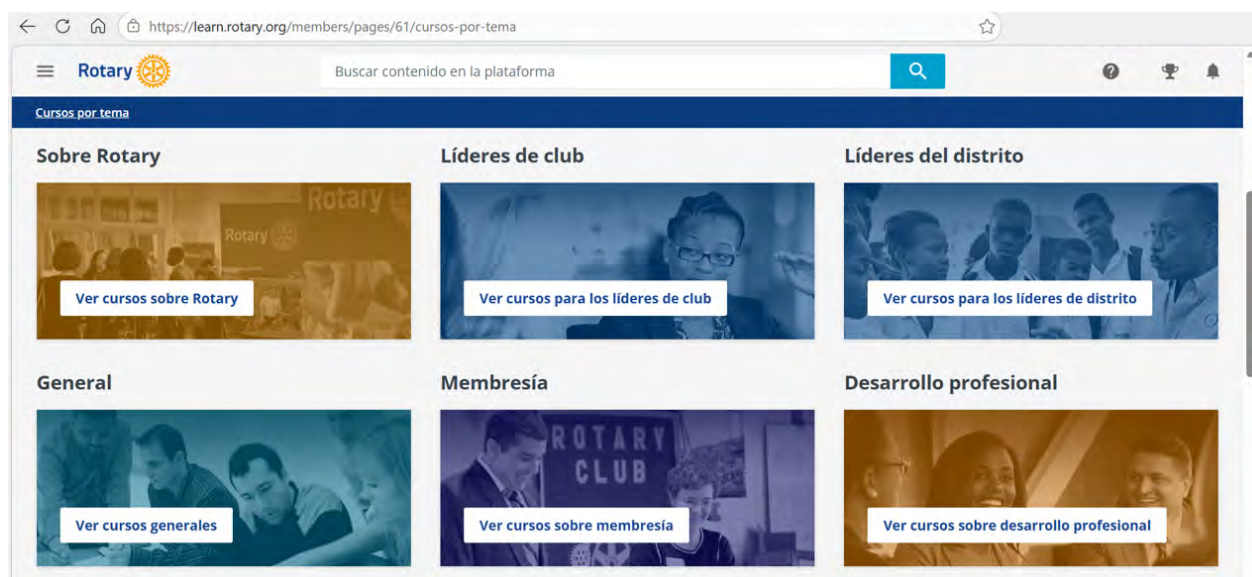 https://learn.rotary.org/members/pages/61/cursos-por-tema
Rotary
Buscar contenido en la plataforma
Cursos por tema
Sobre Rotary
Líderes de club
Líderes del distrito
Rotary
Rotary
Ver cursos sobre Rotary
Ver cursos para los líderes de club
Ver cursos para los líderes de distrito
General
Membresía
Desarrollo profesional
ROTARY
CLUB
Ver cursos generales
Ver cursos sobre membresía
Ver cursos sobre desarrollo profesional